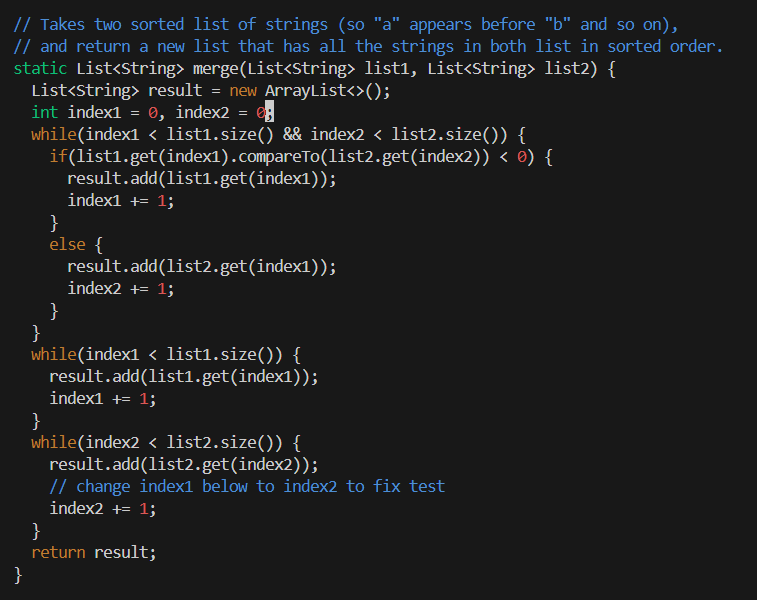 // Takes two sorted list of strings (so "a" appears before "b" and so on),
// and return a new list that has all the strings in both list in sorted order.
static List<String> merge(List<String> list1, List<String> list2) {
  List<String> result = new ArrayList<>();
  int index1 = 0, index2 = 0;
  while(index1 < list1.size() && index2 < list2.size()) {
    if(list1.get(index1).compareTo(list2.get(index2)) < 0) {
      result.add(list1.get(index1));
      index1 += 1;
    }
    else {
      result.add(list2.get(index1));
      index2 += 1;
    }
  }
  while(index1 < list1.size()) {
    result.add(list1.get(index1));
    index1 += 1;
  }
  while(index2 < list2.size()) {
    result.add(list2.get(index2));
    // change index1 below to index2 to fix test
    index2 += 1;
  }
  return result;
}